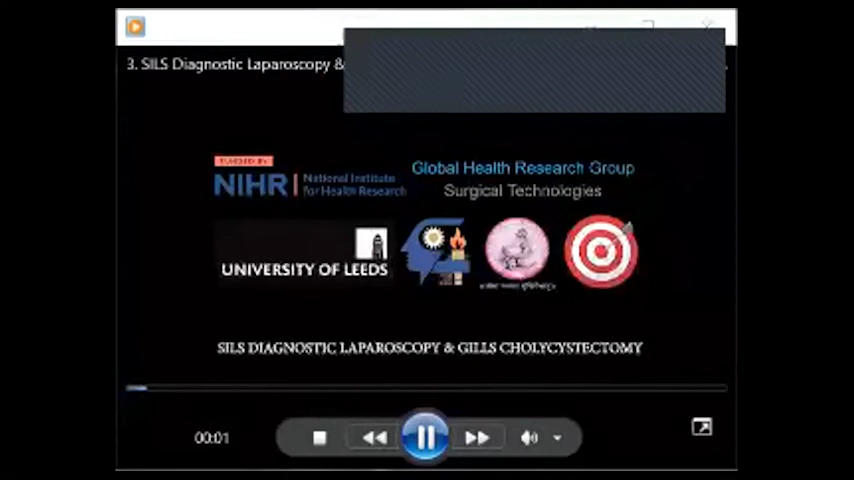 3. SILS Diagnostic Laparoscopy &
FUNDED BY
NIHR | National Institute
for Health Research
Global Health Research Group
Surgical Technologies
UNIVERSITY OF LEEDS
SILS DIAGNOSTIC LAPAROSCOPY & GILLS CHOLYCYSTECTOMY
00:01